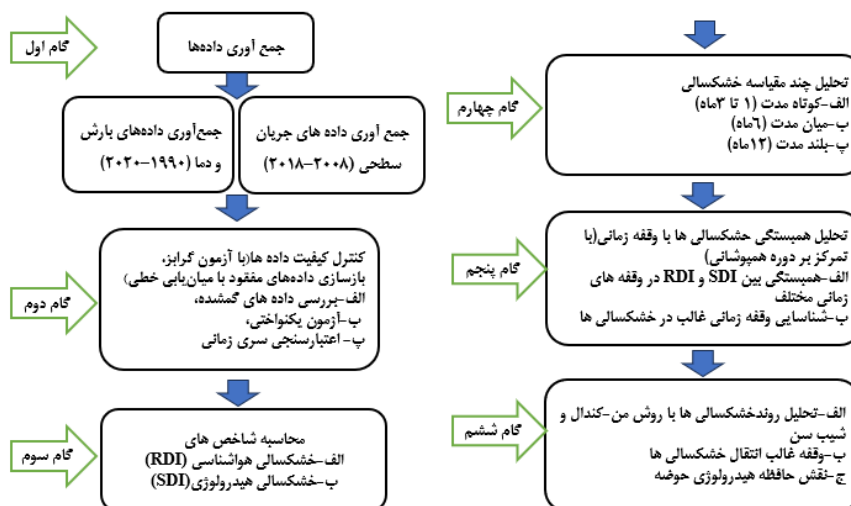 گام اول
جمع آوری داده‌ها
جمع آوری داده های جریان
سطحی (۲۰۰۸–۲۰۱۸)
جمع‌آوری داده‌های بارش
و دما (۱۹۹۰–۲۰۲۰)
گام دوم
کنترل کیفیت داده ها(با آزمون گرابز،
بازسازی داده‌های مفقود با میان‌یابی خطی)
الف-بررسی داده های گمشده،
ب-آزمون یکنواختی،
پ- اعتبارسنجی سری زمانی
گام سوم
محاسبه شاخص های
الف-خشکسالی هواشناسی (RDI)
ب-خشکسالی هیدرولوژی(SDI)
گام چهارم
تحلیل چند مقیاسه خشکسالی
الف-کوتاه مدت (۱ تا ۳ماه)
ب-میان مدت (۶ماه)
پ-بلند مدت (۱۲ماه)
گام پنجم
تحلیل همبستگی حشکسالی ها با وقفه زمانی(با
تمرکز بر دوره همپوشانی)
الف-همبستگی بین SDI و RDI در وقفه های
زمانی مختلف
ب-شناسایی وقفه زمانی غالب در خشکسالی ها
گام ششم
الف-تحلیل روندخشکسالی ها با روش من-کندال و
شیب سن
ب-وقفه غالب انتقال خشکسالی ها
ج-نقش حافظه هیدرولوژی حوضه